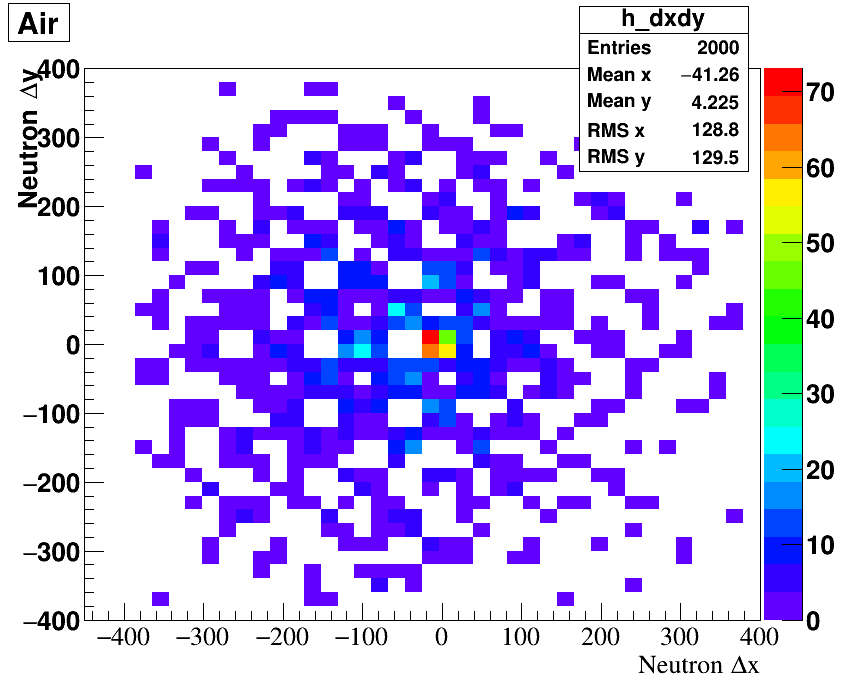 Air
h_dxdy
Entries 2000
Mean x −41.26
Mean y 4.225
RMS x 128.8
RMS y 129.5
Neutron Δy
400
300
200
100
0
−100
−200
−300
−400
−400 −300 −200 −100 0 100 200 300 400
Neutron Δx
70
60
50
40
30
20
10
0